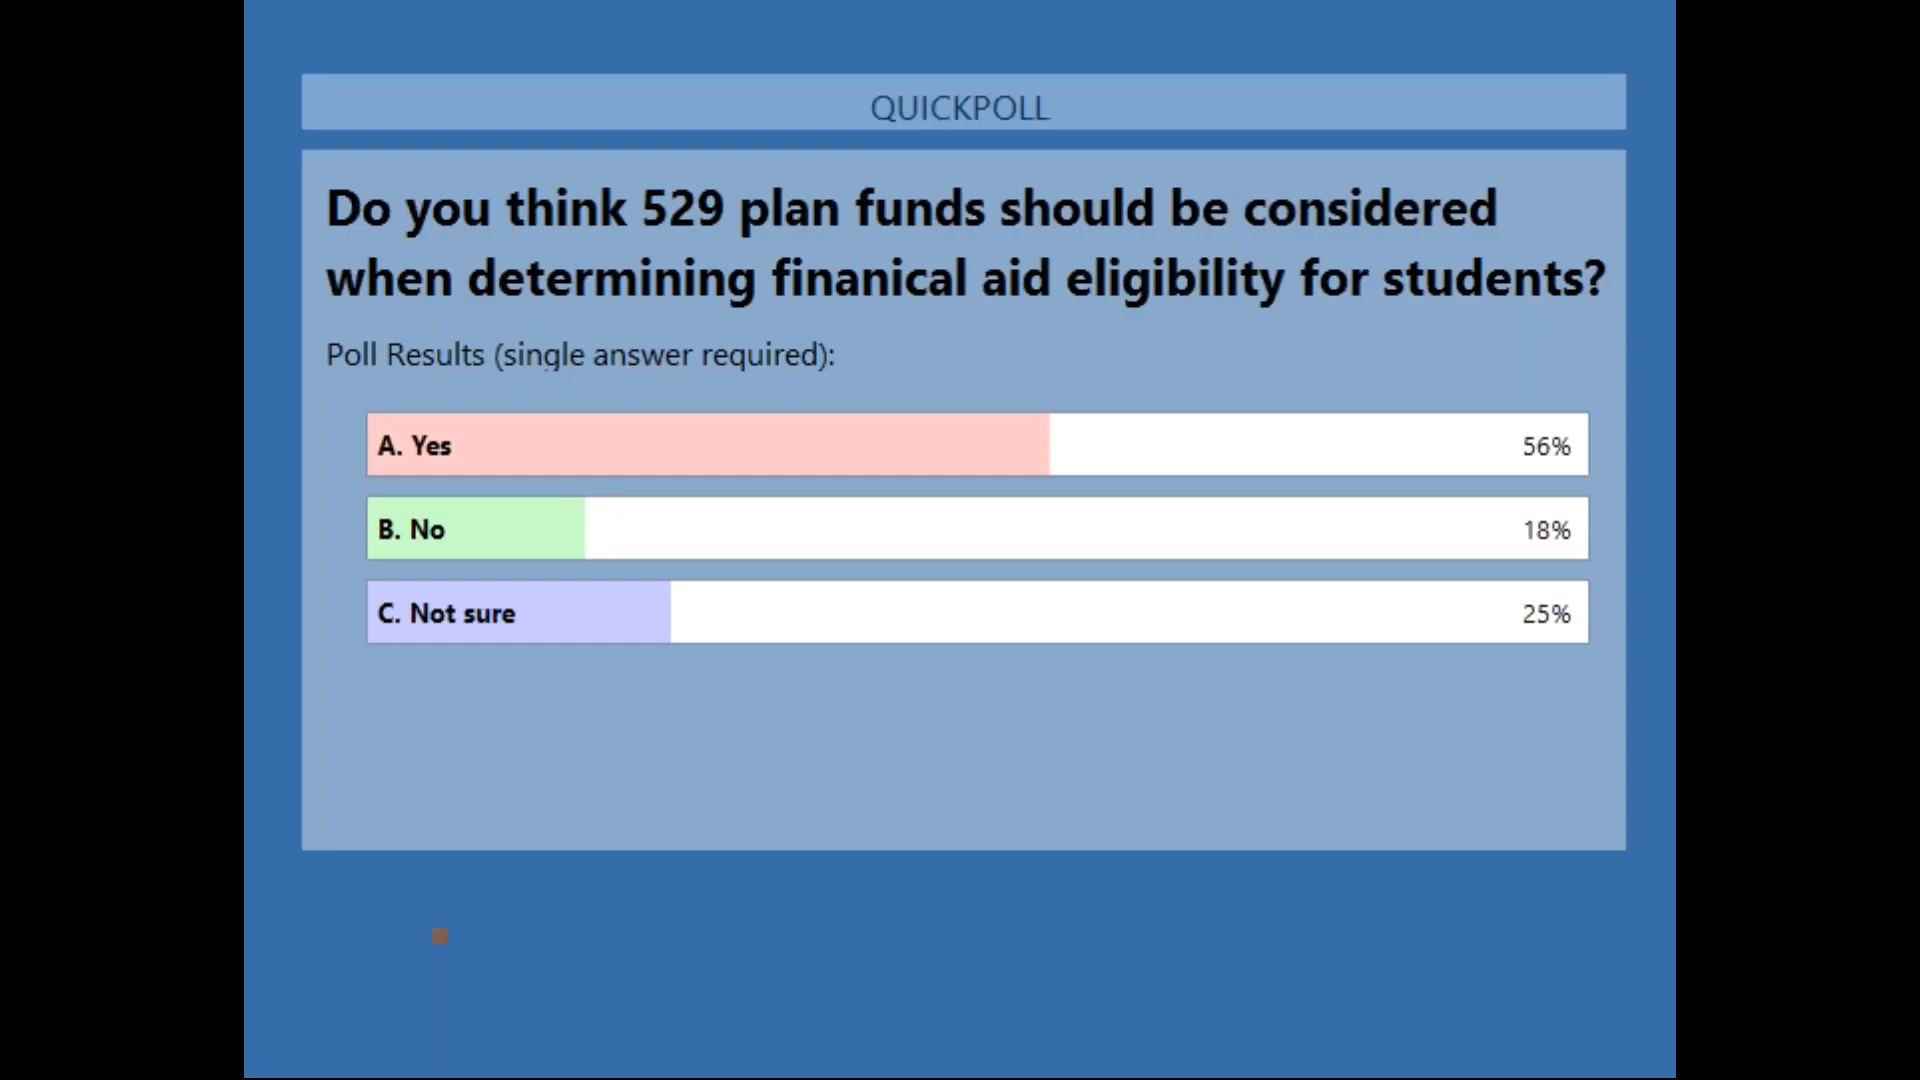 QUICKPOLL
Do you think 529 plan funds should be considered
when determining finanical aid eligibility for students?
Poll Results (single answer required):
A. Yes 56%
B. No 18%
C. Not sure 25%